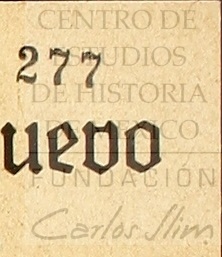 CENTRO DE
ESTUDIOS
277
DE HISTORIA
DE MÉXICO
uevo
FUNDACIÓN
Carlos Slim